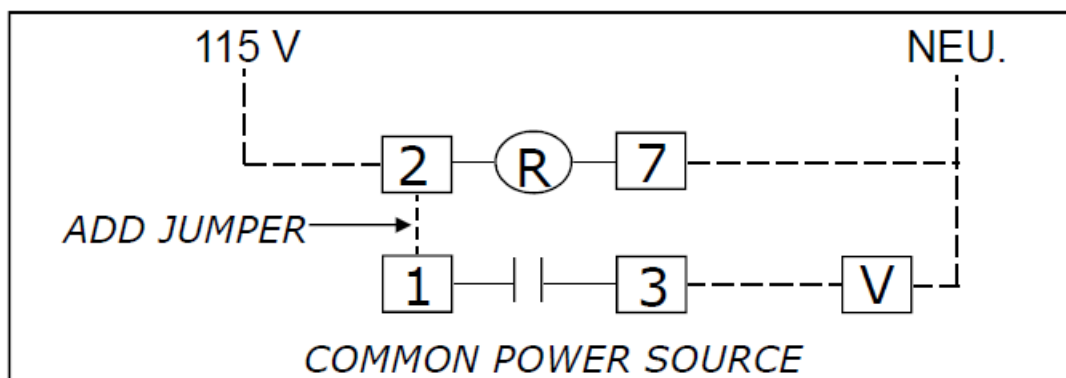 115 V NEU.
2 R 7
ADD JUMPER
1 3 V
COMMON POWER SOURCE